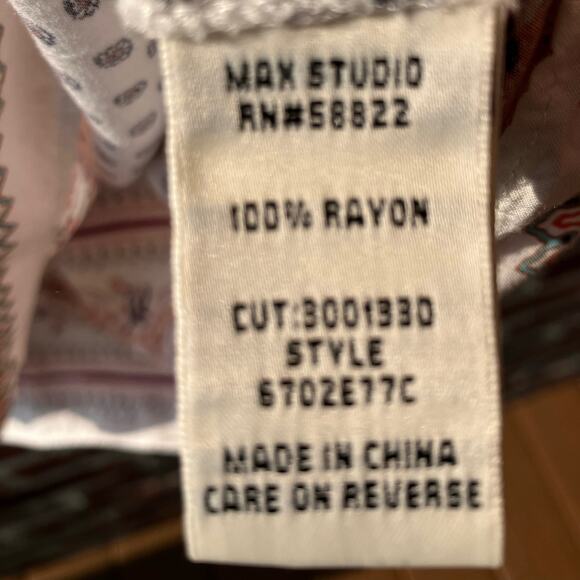 MAX STUDIO
RN#58822
100% RAYON
CUT:3001330
STYLE
6702E77C
MADE IN CHINA
CARE ON REVERSE